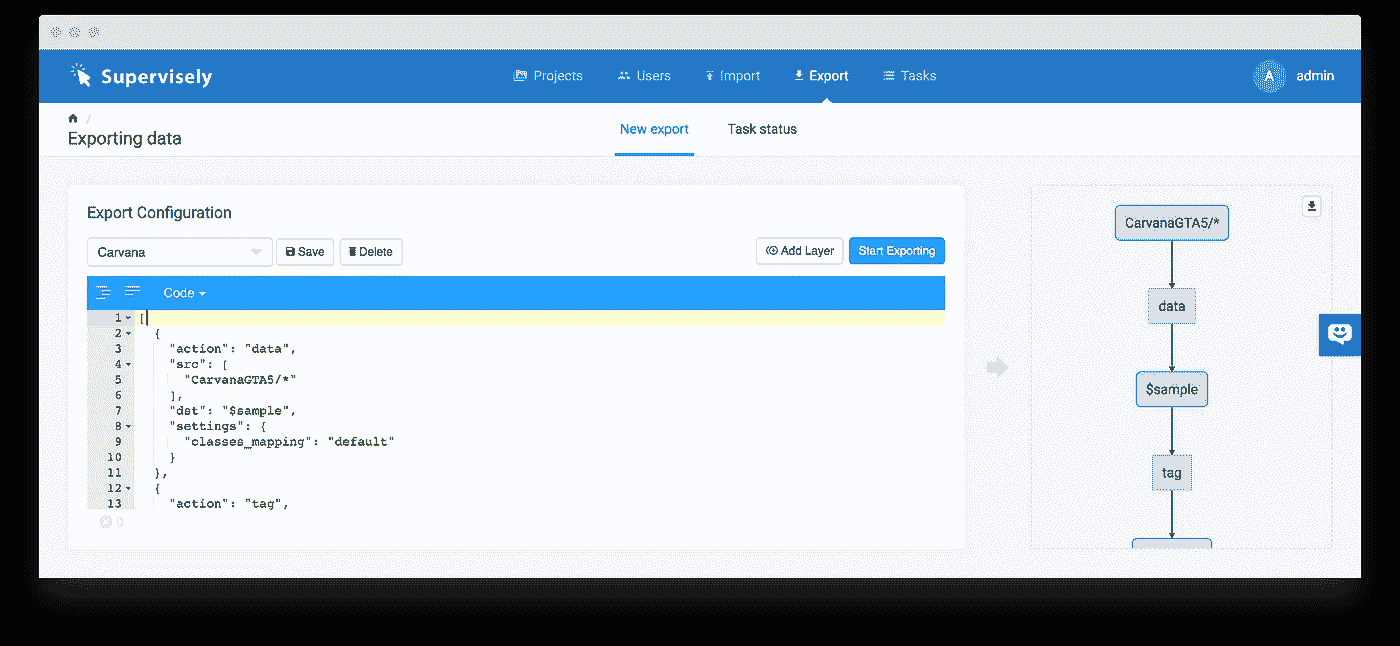 Supervisely
Projects
Users
Import
Export
Tasks
A
admin
/
Exporting data
New export
Task status
Export Configuration
Carvana
Save
Delete
Add Layer
Start Exporting
Code
1 [
2 {
3 "action": "data",
4 "src": [
5 "CarvanaGTA5/*"
6 ],
7 "dst": "$sample",
8 "settings": {
9 "classes_mapping": "default"
10 }
11 },
12 {
13 "action": "tag",
0
CarvanaGTA5/*
data
$sample
tag